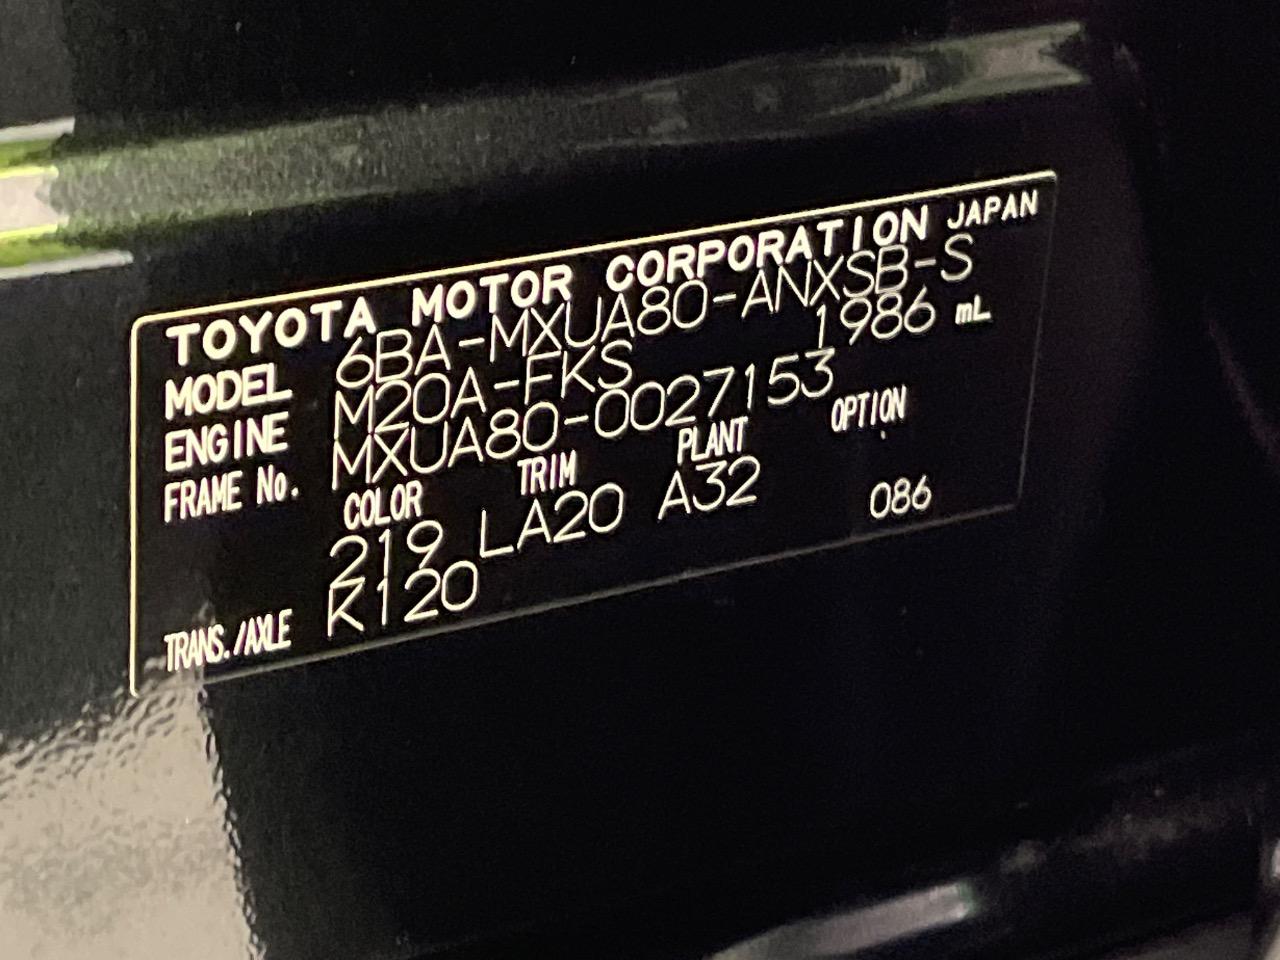 TOYOTA MOTOR CORPORATION JAPAN
MODEL 6BA-MXUA80-ANXSB-S
ENGINE M20A-FKS 1986 mL
FRAME No. MXUA80-0027153
COLOR TRIM PLANT OPTION
219 LA20 A32 086
TRANS./AXLE K120